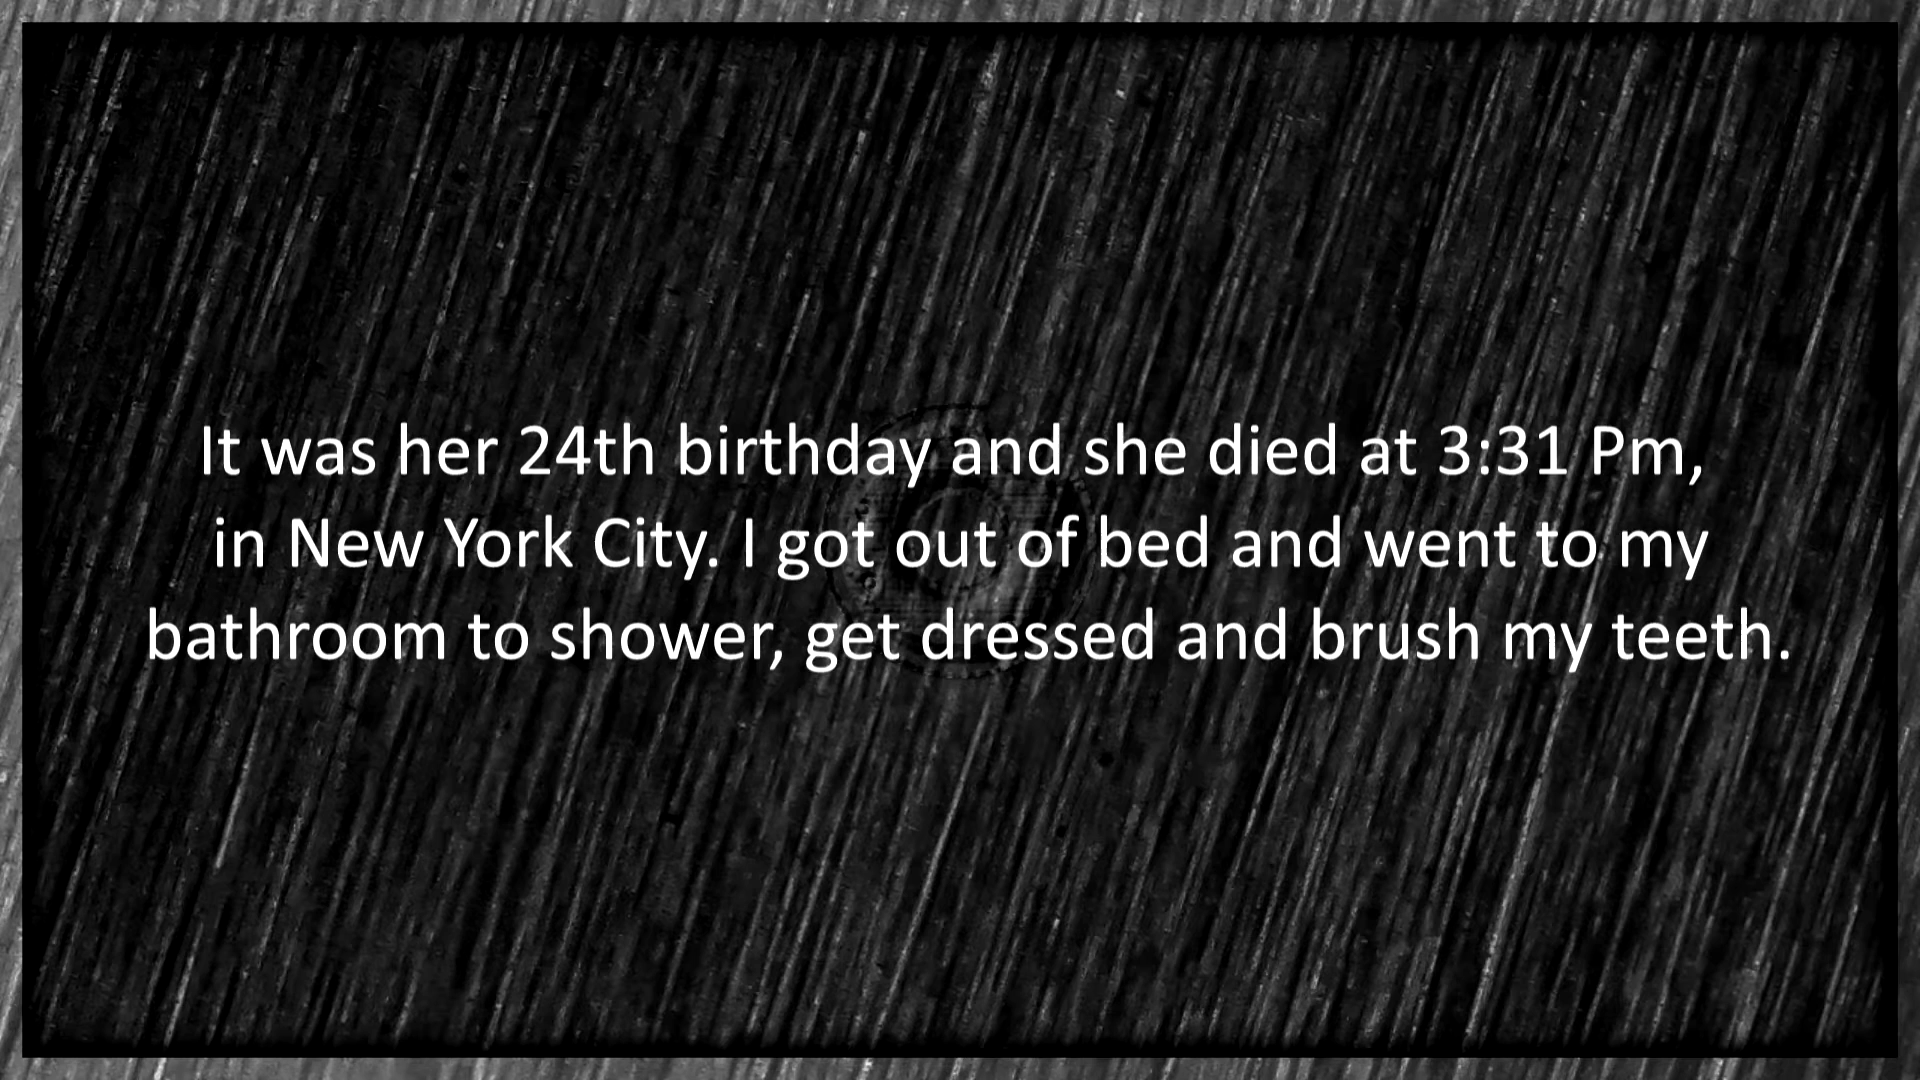 It was her 24th birthday and she died at 3:31 Pm,
in New York City. I got out of bed and went to my
bathroom to shower, get dressed and brush my teeth.